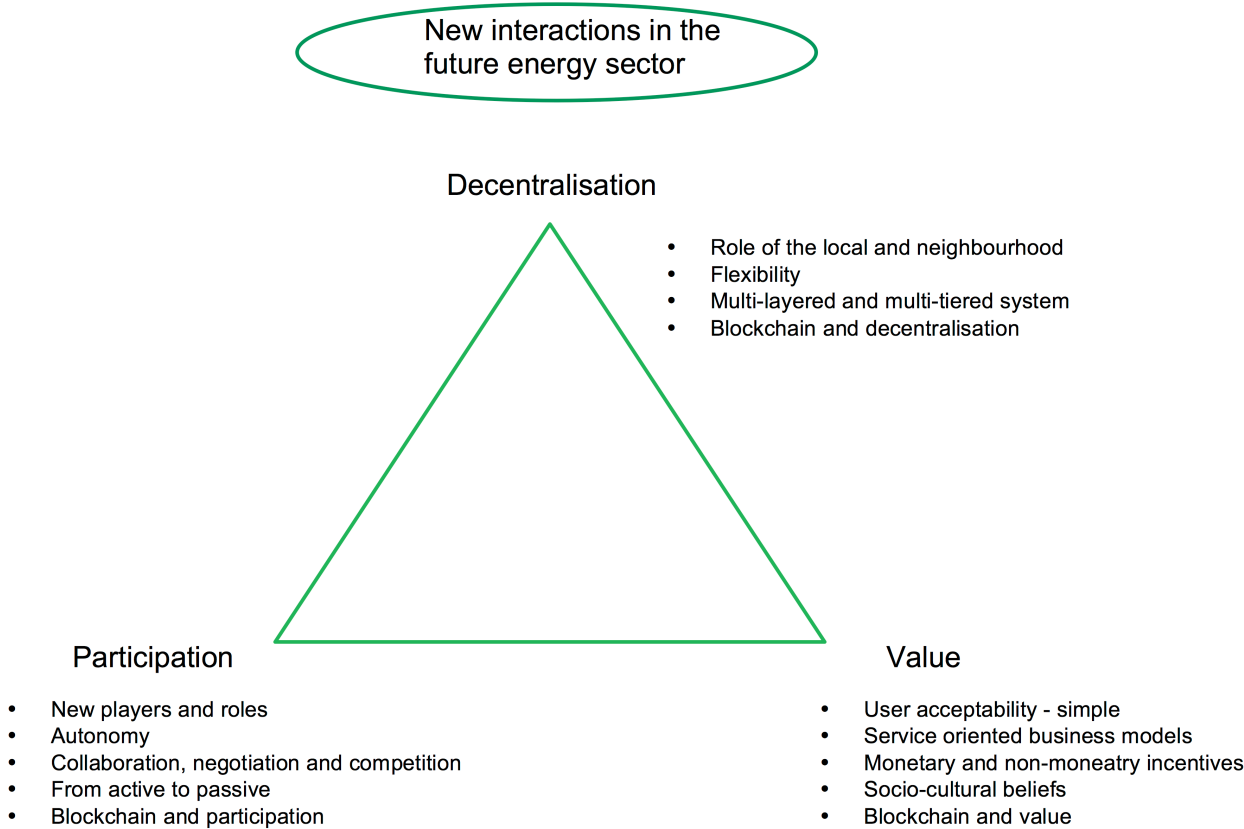 New interactions in the
future energy sector
Decentralisation
• Role of the local and neighbourhood
• Flexibility
• Multi-layered and multi-tiered system
• Blockchain and decentralisation
Participation
• New players and roles
• Autonomy
• Collaboration, negotiation and competition
• From active to passive
• Blockchain and participation
Value
• User acceptability - simple
• Service oriented business models
• Monetary and non-moneatry incentives
• Socio-cultural beliefs
• Blockchain and value